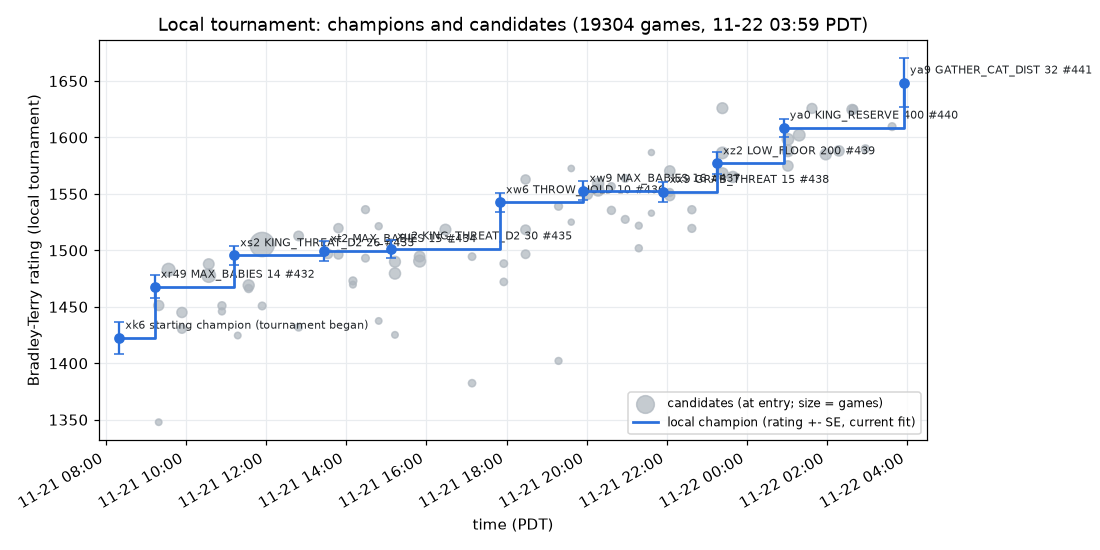 Local tournament: champions and candidates (19304 games, 11-22 03:59 PDT)
Bradley-Terry rating (local tournament)
1650
1600
1550
1500
1450
1400
1350
ya9 GATHER_CAT_DIST 32 #441
ya0 KING_RESERVE 400 #440
xz2 LOW_FLOOR 200 #439
THREAT 15 #438
xw9 MAX_BABIES
xw6 THROW_HOLD 10
KING_THREAT_D2 30 #435
xs2 KING_THREAT_D2 26
xr49 MAX_BABIES 14 #432
xk6 starting champion (tournament began)
candidates (at entry; size = games)
local champion (rating +- SE, current fit)
11-21 08:00
11-21 10:00
11-21 12:00
11-21 14:00
11-21 16:00
11-21 18:00
11-21 20:00
11-21 22:00
11-22 00:00
11-22 02:00
11-22 04:00
time (PDT)